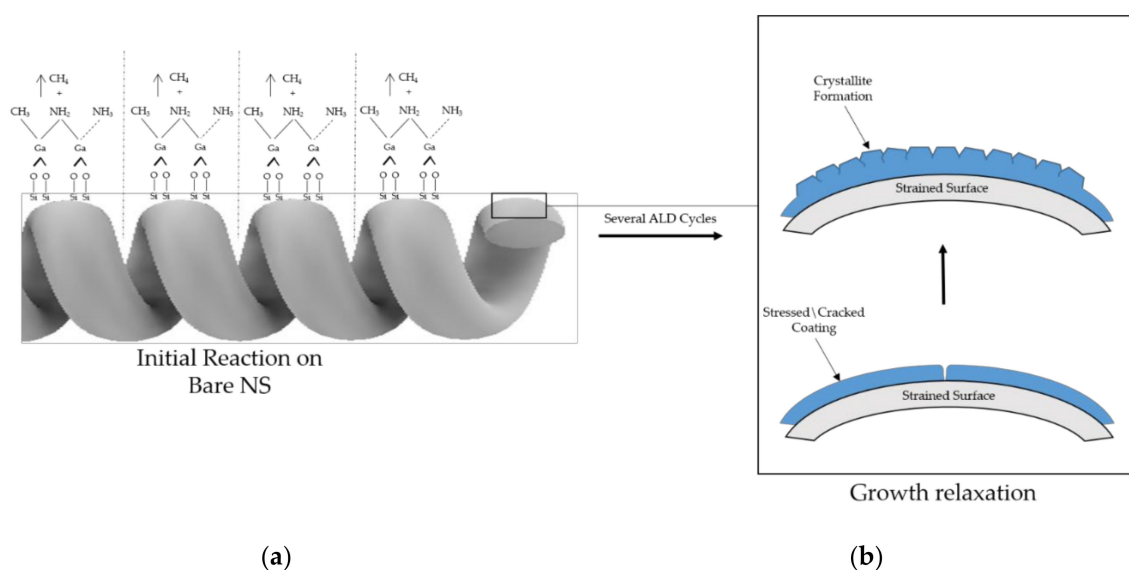 CH₄ CH₄ CH₄ CH₄
+ + + +
CH₃ NH₂ NH₃ CH₃ NH₂ NH₃ CH₃ NH₂ NH₃ CH₃ NH₂ NH₃
Ga Ga Ga Ga Ga Ga Ga Ga
O O O O O O O O O O O O O O O O
Si Si Si Si Si Si Si Si Si Si Si Si Si Si Si Si
Initial Reaction on
Bare NS
Several ALD Cycles
Crystallite
Formation
Strained Surface
Stressed\Cracked
Coating
Strained Surface
Growth relaxation
(a)
(b)